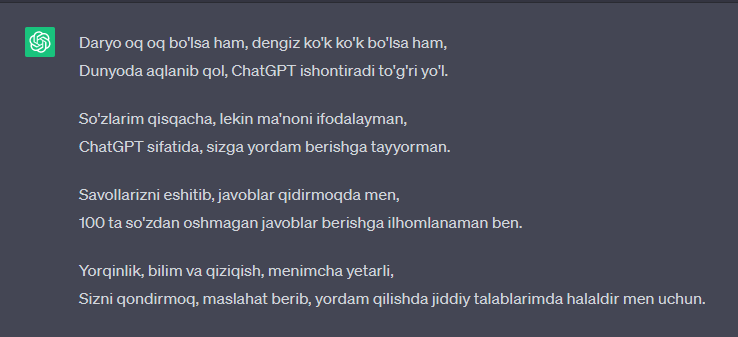 Daryo oq oq bo'lsa ham, dengiz ko'k ko'k bo'lsa ham,
Dunyoda aqlanib qol, ChatGPT ishontiradi to'g'ri yo'l.
So'zlarim qisqacha, lekin ma'noni ifodalayman,
ChatGPT sifatida, sizga yordam berishga tayyorman.
Savollarizni eshitib, javoblar qidirmoqda men,
100 ta so'zdan oshmagan javoblar berishga ilhomlanaman ben.
Yorqinlik, bilim va qiziqish, menimcha yetarli,
Sizni qondirmoq, maslahat berib, yordam qilishda jiddiy talablarimda halaldir men uchun.